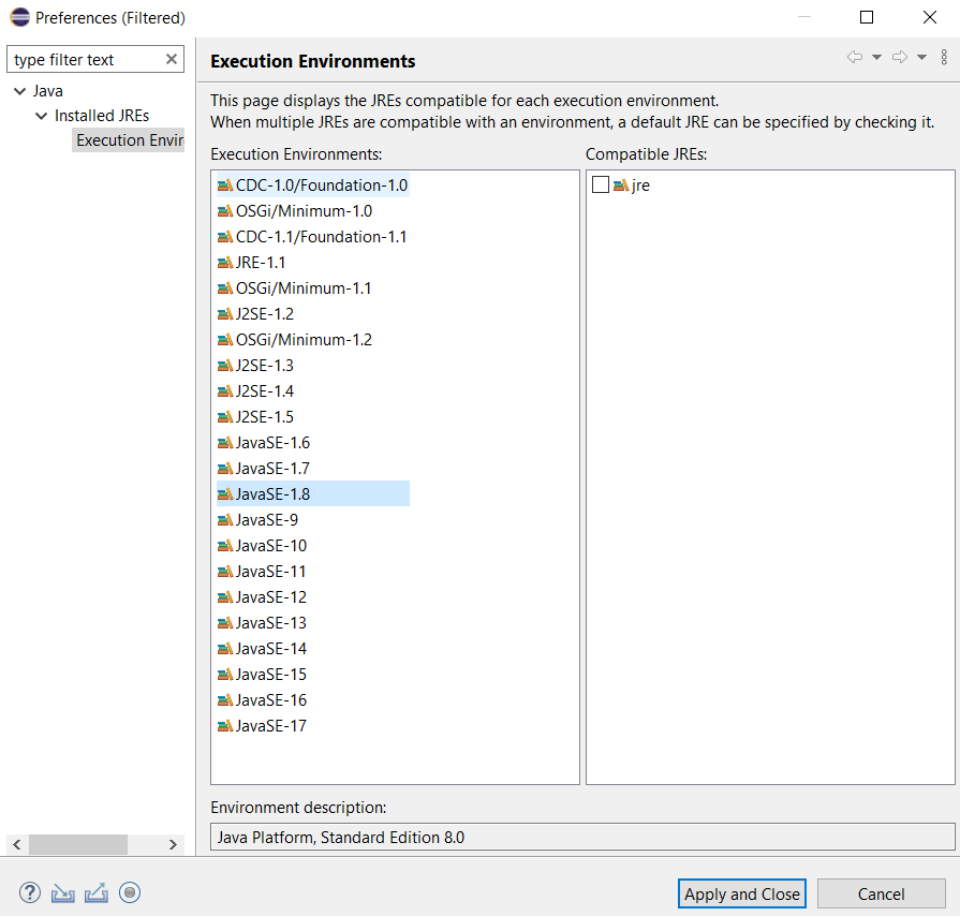 Preferences (Filtered)
type filter text
Java
Installed JREs
Execution Envir
Execution Environments
This page displays the JREs compatible for each execution environment.
When multiple JREs are compatible with an environment, a default JRE can be specified by checking it.
Execution Environments:
CDC-1.0/Foundation-1.0
OSGi/Minimum-1.0
CDC-1.1/Foundation-1.1
JRE-1.1
OSGi/Minimum-1.1
J2SE-1.2
OSGi/Minimum-1.2
J2SE-1.3
J2SE-1.4
J2SE-1.5
JavaSE-1.6
JavaSE-1.7
JavaSE-1.8
JavaSE-9
JavaSE-10
JavaSE-11
JavaSE-12
JavaSE-13
JavaSE-14
JavaSE-15
JavaSE-16
JavaSE-17
Compatible JREs:
jre
Environment description:
Java Platform, Standard Edition 8.0
Apply and Close
Cancel